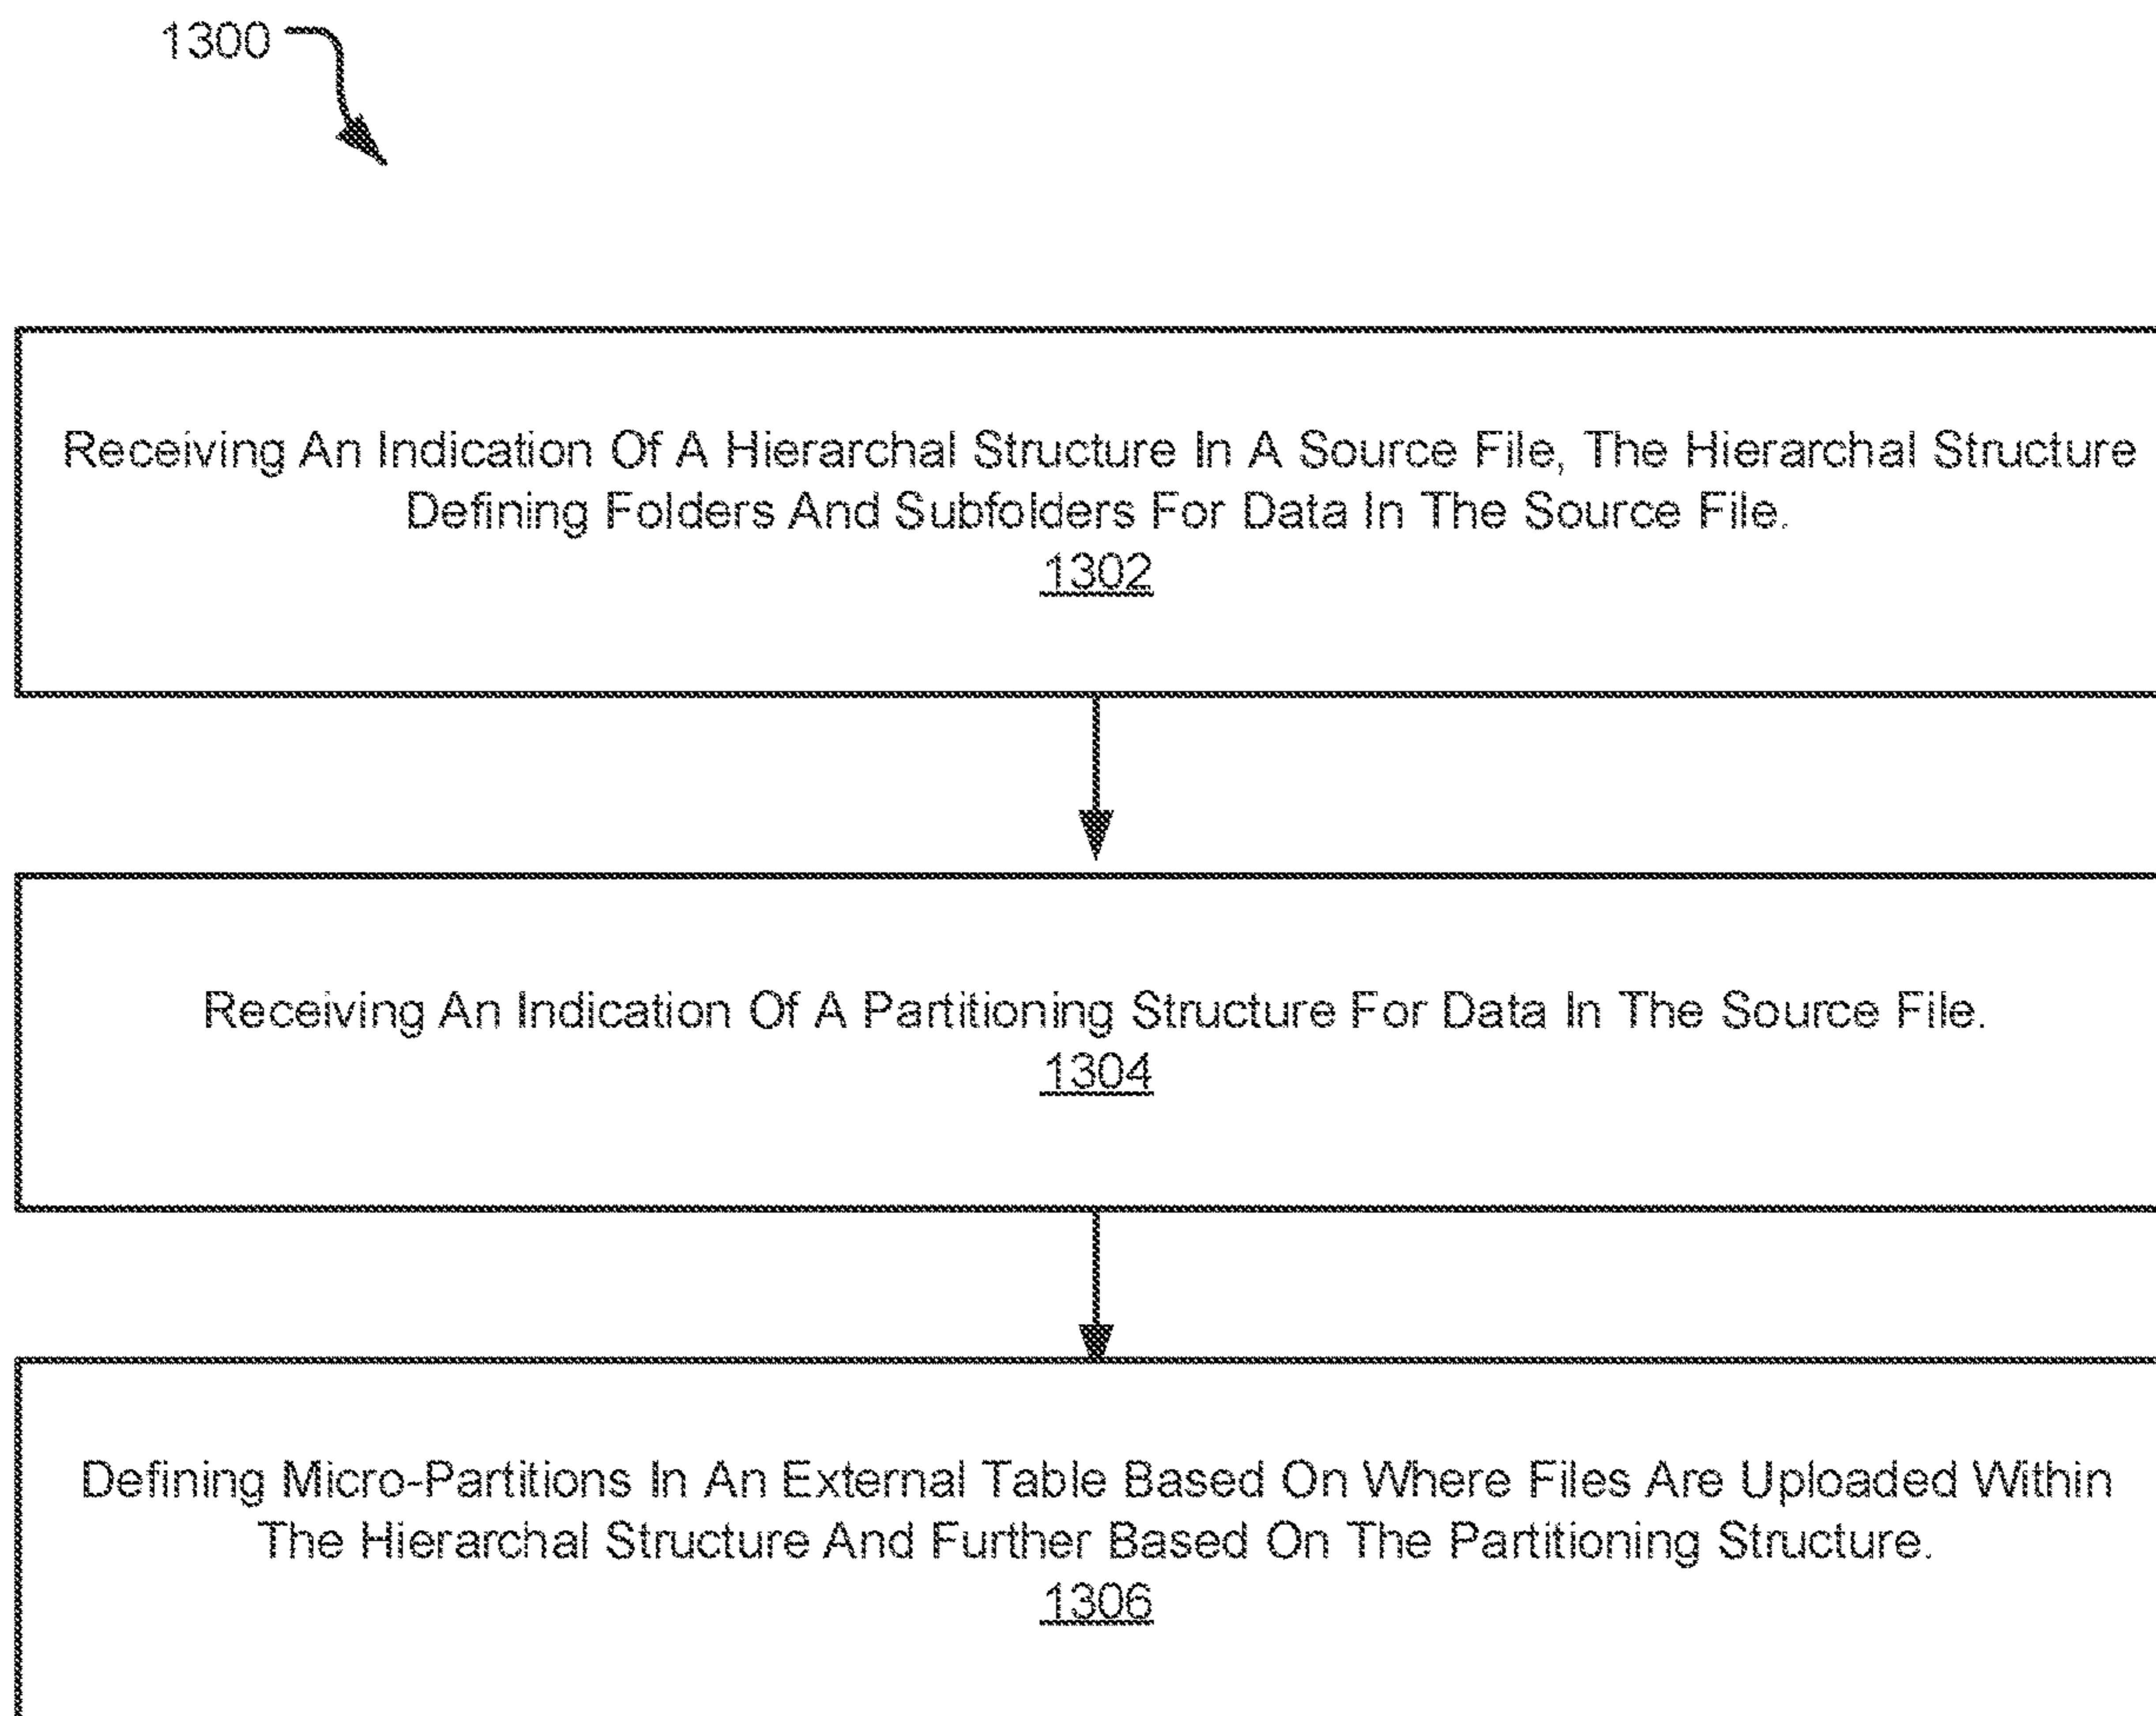 1300
Receiving An Indication Of A Hierarchal Structure In A Source File, The Hierarchal Structure
Defining Folders And Subfolders For Data In The Source File.
1302
Receiving An Indication Of A Partitioning Structure For Data In The Source File.
1304
Defining Micro-Partitions In An External Table Based On Where Files Are Uploaded Within
The Hierarchal Structure And Further Based On The Partitioning Structure.
1306